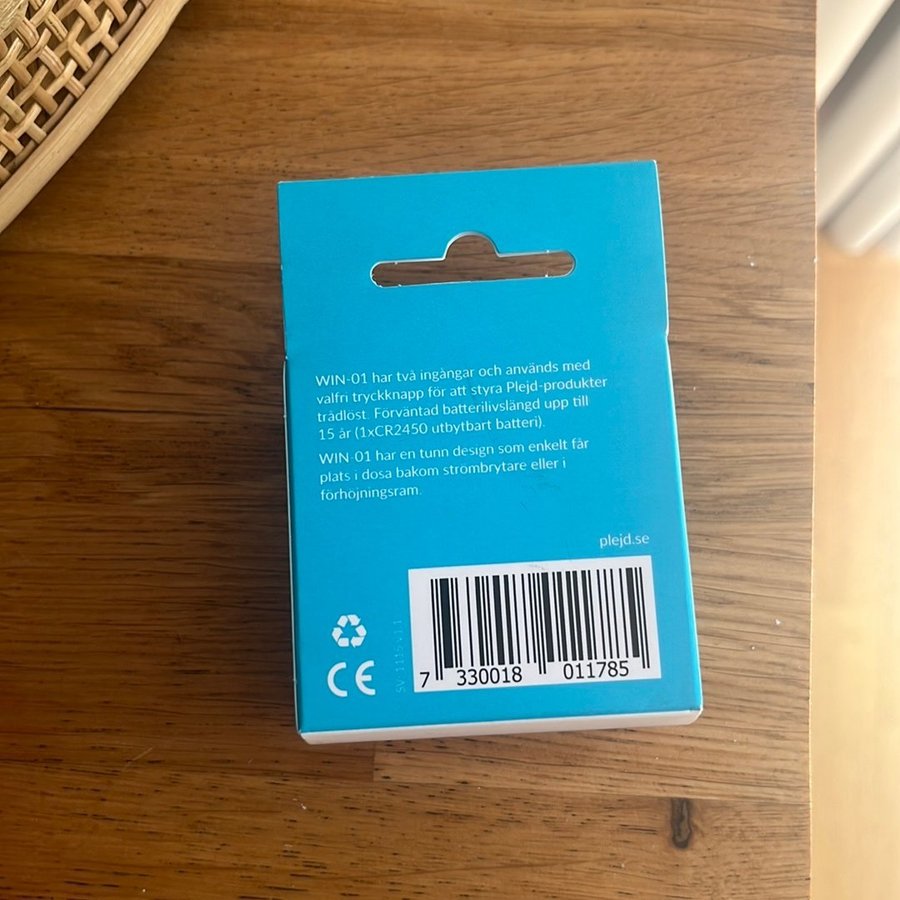 WIN-01 har två ingångar och används med
valfri tryckknapp för att styra Plejd-produkter
trådlöst. Förväntad batterilivslängd upp till
15 år (1xCR2450 utbytbart batteri).
WIN-01 har en tunn design som enkelt får
plats i dosa bakom strömbrytare eller i
förhöjningsram.
plejd.se
CE
7 330018 011785